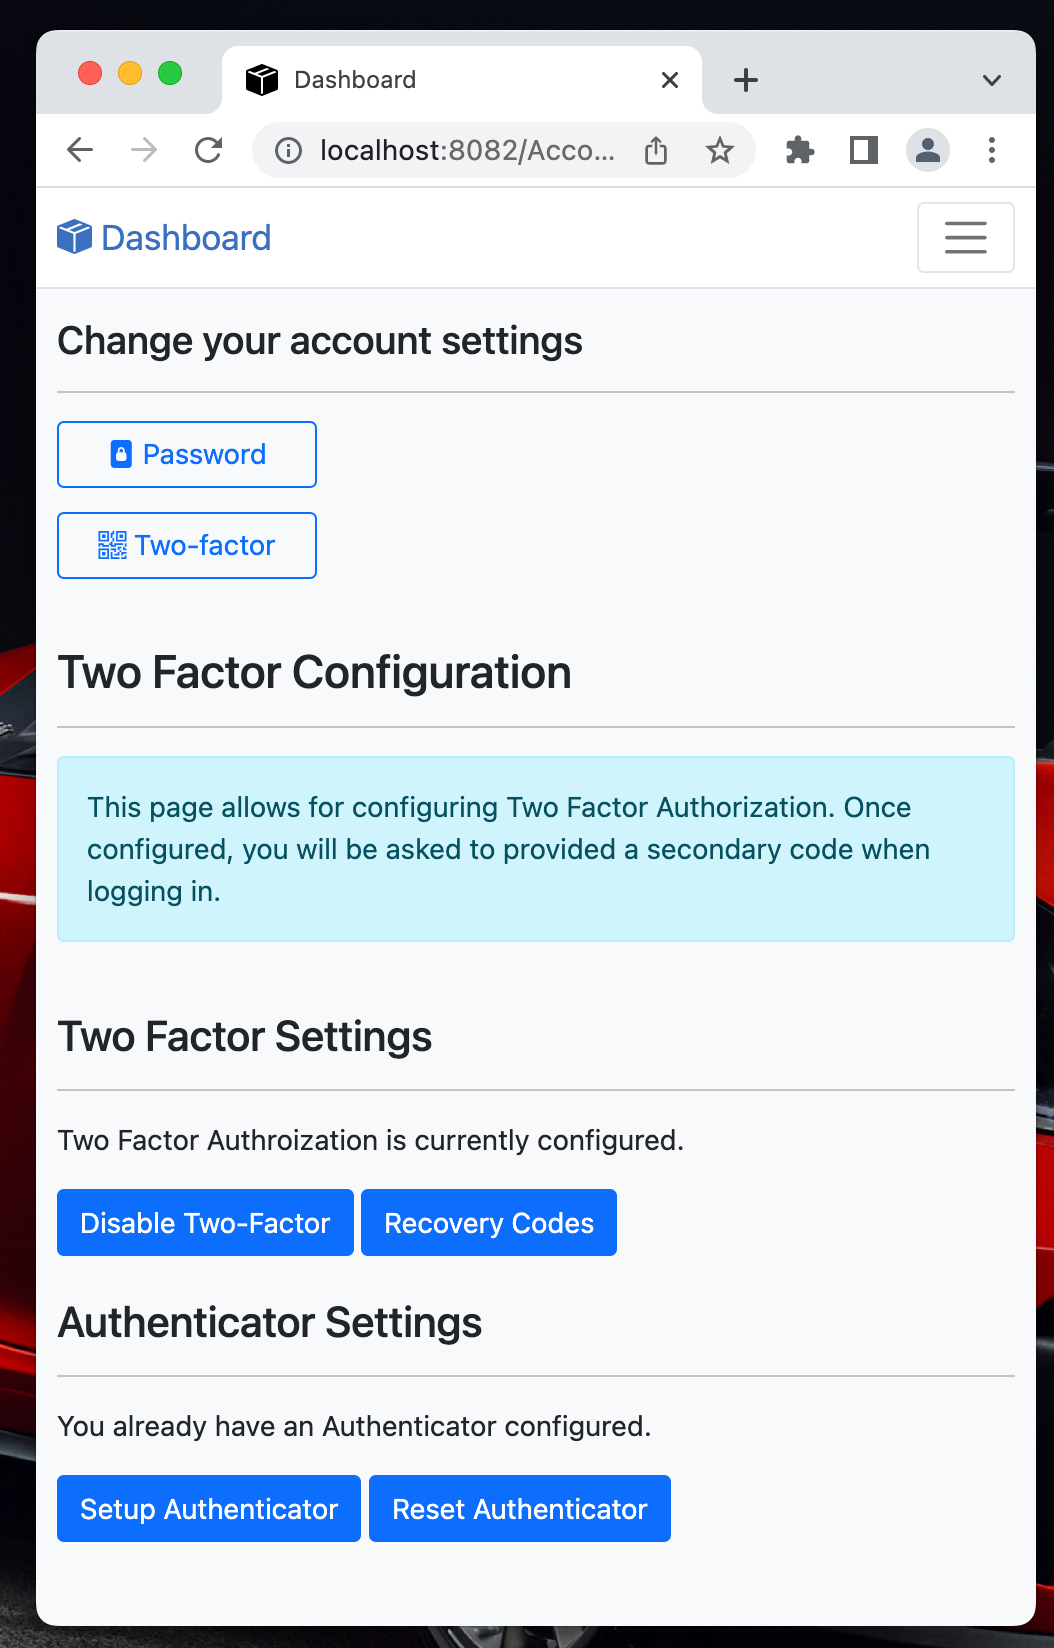 Dashboard
localhost:8082/Acco...
Dashboard
Change your account settings
Password
Two-factor
Two Factor Configuration
This page allows for configuring Two Factor Authorization. Once
configured, you will be asked to provided a secondary code when
logging in.
Two Factor Settings
Two Factor Authroization is currently configured.
Disable Two-Factor Recovery Codes
Authenticator Settings
You already have an Authenticator configured.
Setup Authenticator Reset Authenticator